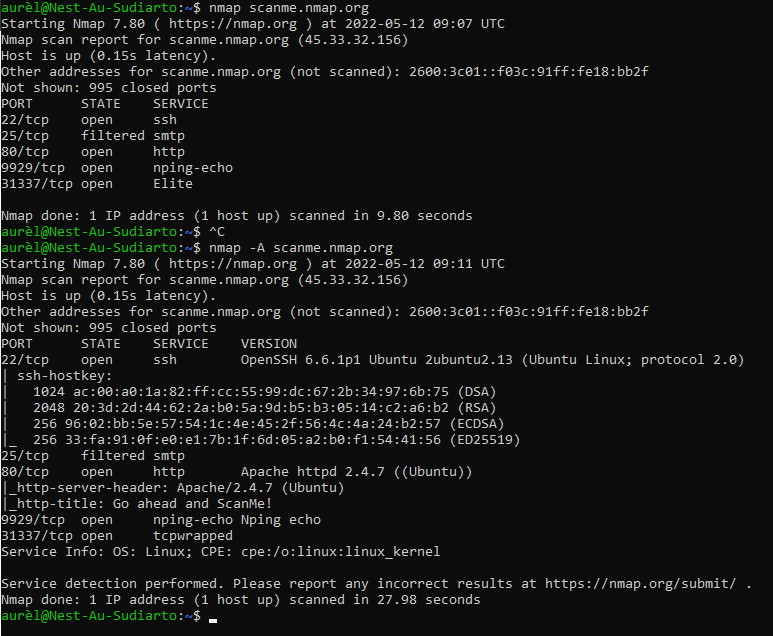 aurèl@Nest-Au-Sudiarto:~$ nmap scanme.nmap.org
Starting Nmap 7.80 ( https://nmap.org ) at 2022-05-12 09:07 UTC
Nmap scan report for scanme.nmap.org (45.33.32.156)
Host is up (0.15s latency).
Other addresses for scanme.nmap.org (not scanned): 2600:3c01::f03c:91ff:fe18:bb2f
Not shown: 995 closed ports
PORT      STATE    SERVICE
22/tcp    open     ssh
25/tcp    filtered smtp
80/tcp    open     http
9929/tcp  open     nping-echo
31337/tcp open     Elite

Nmap done: 1 IP address (1 host up) scanned in 9.80 seconds
aurèl@Nest-Au-Sudiarto:~$ ^C
aurèl@Nest-Au-Sudiarto:~$ nmap -A scanme.nmap.org
Starting Nmap 7.80 ( https://nmap.org ) at 2022-05-12 09:11 UTC
Nmap scan report for scanme.nmap.org (45.33.32.156)
Host is up (0.15s latency).
Other addresses for scanme.nmap.org (not scanned): 2600:3c01::f03c:91ff:fe18:bb2f
Not shown: 995 closed ports
PORT      STATE    SERVICE    VERSION
22/tcp    open     ssh        OpenSSH 6.6.1p1 Ubuntu 2ubuntu2.13 (Ubuntu Linux; protocol 2.0)
| ssh-hostkey:
|   1024 ac:00:a0:1a:82:ff:cc:55:99:dc:67:2b:34:97:6b:75 (DSA)
|   2048 20:3d:2d:44:62:2a:b0:5a:9d:b5:b3:05:14:c2:a6:b2 (RSA)
|   256 96:02:bb:5e:57:54:1c:4e:45:2f:56:4c:4a:24:b2:57 (ECDSA)
|_  256 33:fa:91:0f:e0:e1:7b:1f:6d:05:a2:b0:f1:54:41:56 (ED25519)
25/tcp    filtered smtp
80/tcp    open     http       Apache httpd 2.4.7 ((Ubuntu))
|_http-server-header: Apache/2.4.7 (Ubuntu)
|_http-title: Go ahead and ScanMe!
9929/tcp  open     nping-echo Nping echo
31337/tcp open     tcpwrapped
Service Info: OS: Linux; CPE: cpe:/o:linux:linux_kernel

Service detection performed. Please report any incorrect results at https://nmap.org/submit/ .
Nmap done: 1 IP address (1 host up) scanned in 27.98 seconds
aurèl@Nest-Au-Sudiarto:~$